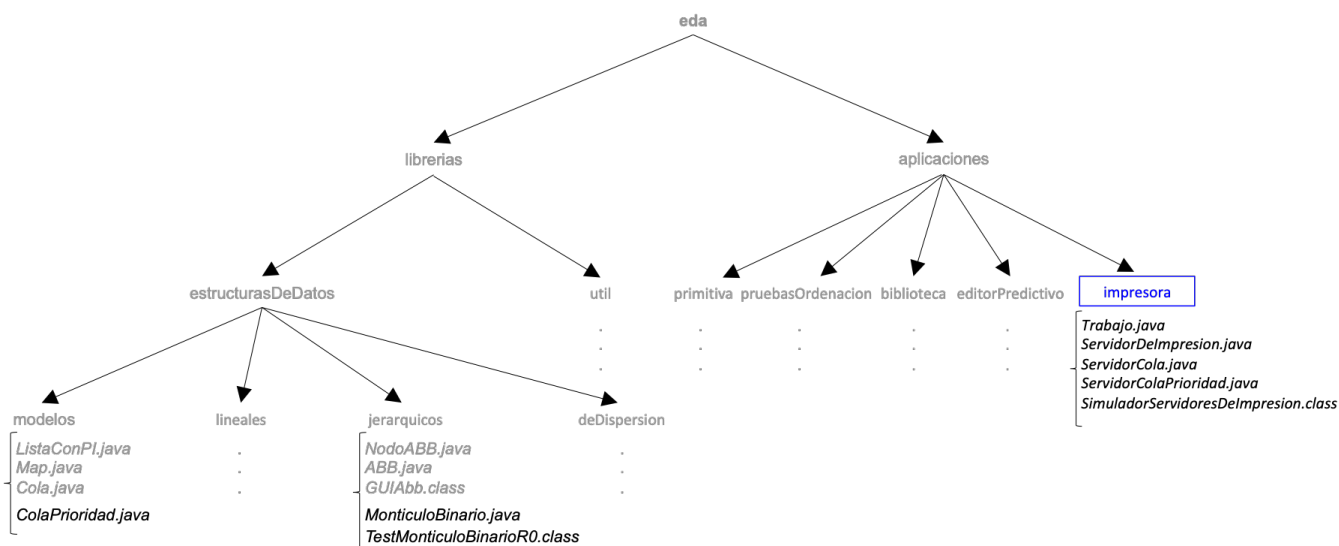 eda
librerias
aplicaciones
estructurasDeDatos
util
primitiva
pruebasOrdenacion
biblioteca
editorPredictivo
impresora
Trabajo.java
ServidorDeImpresion.java
ServidorCola.java
ServidorColaPrioridad.java
SimuladorServidoresDeImpresion.class
modelos
lineales
jerarquicos
deDispersion
ListaConPI.java
Map.java
Cola.java
ColaPrioridad.java
NodoABB.java
ABB.java
GUIAbb.class
MonticuloBinario.java
TestMonticuloBinarioR0.class